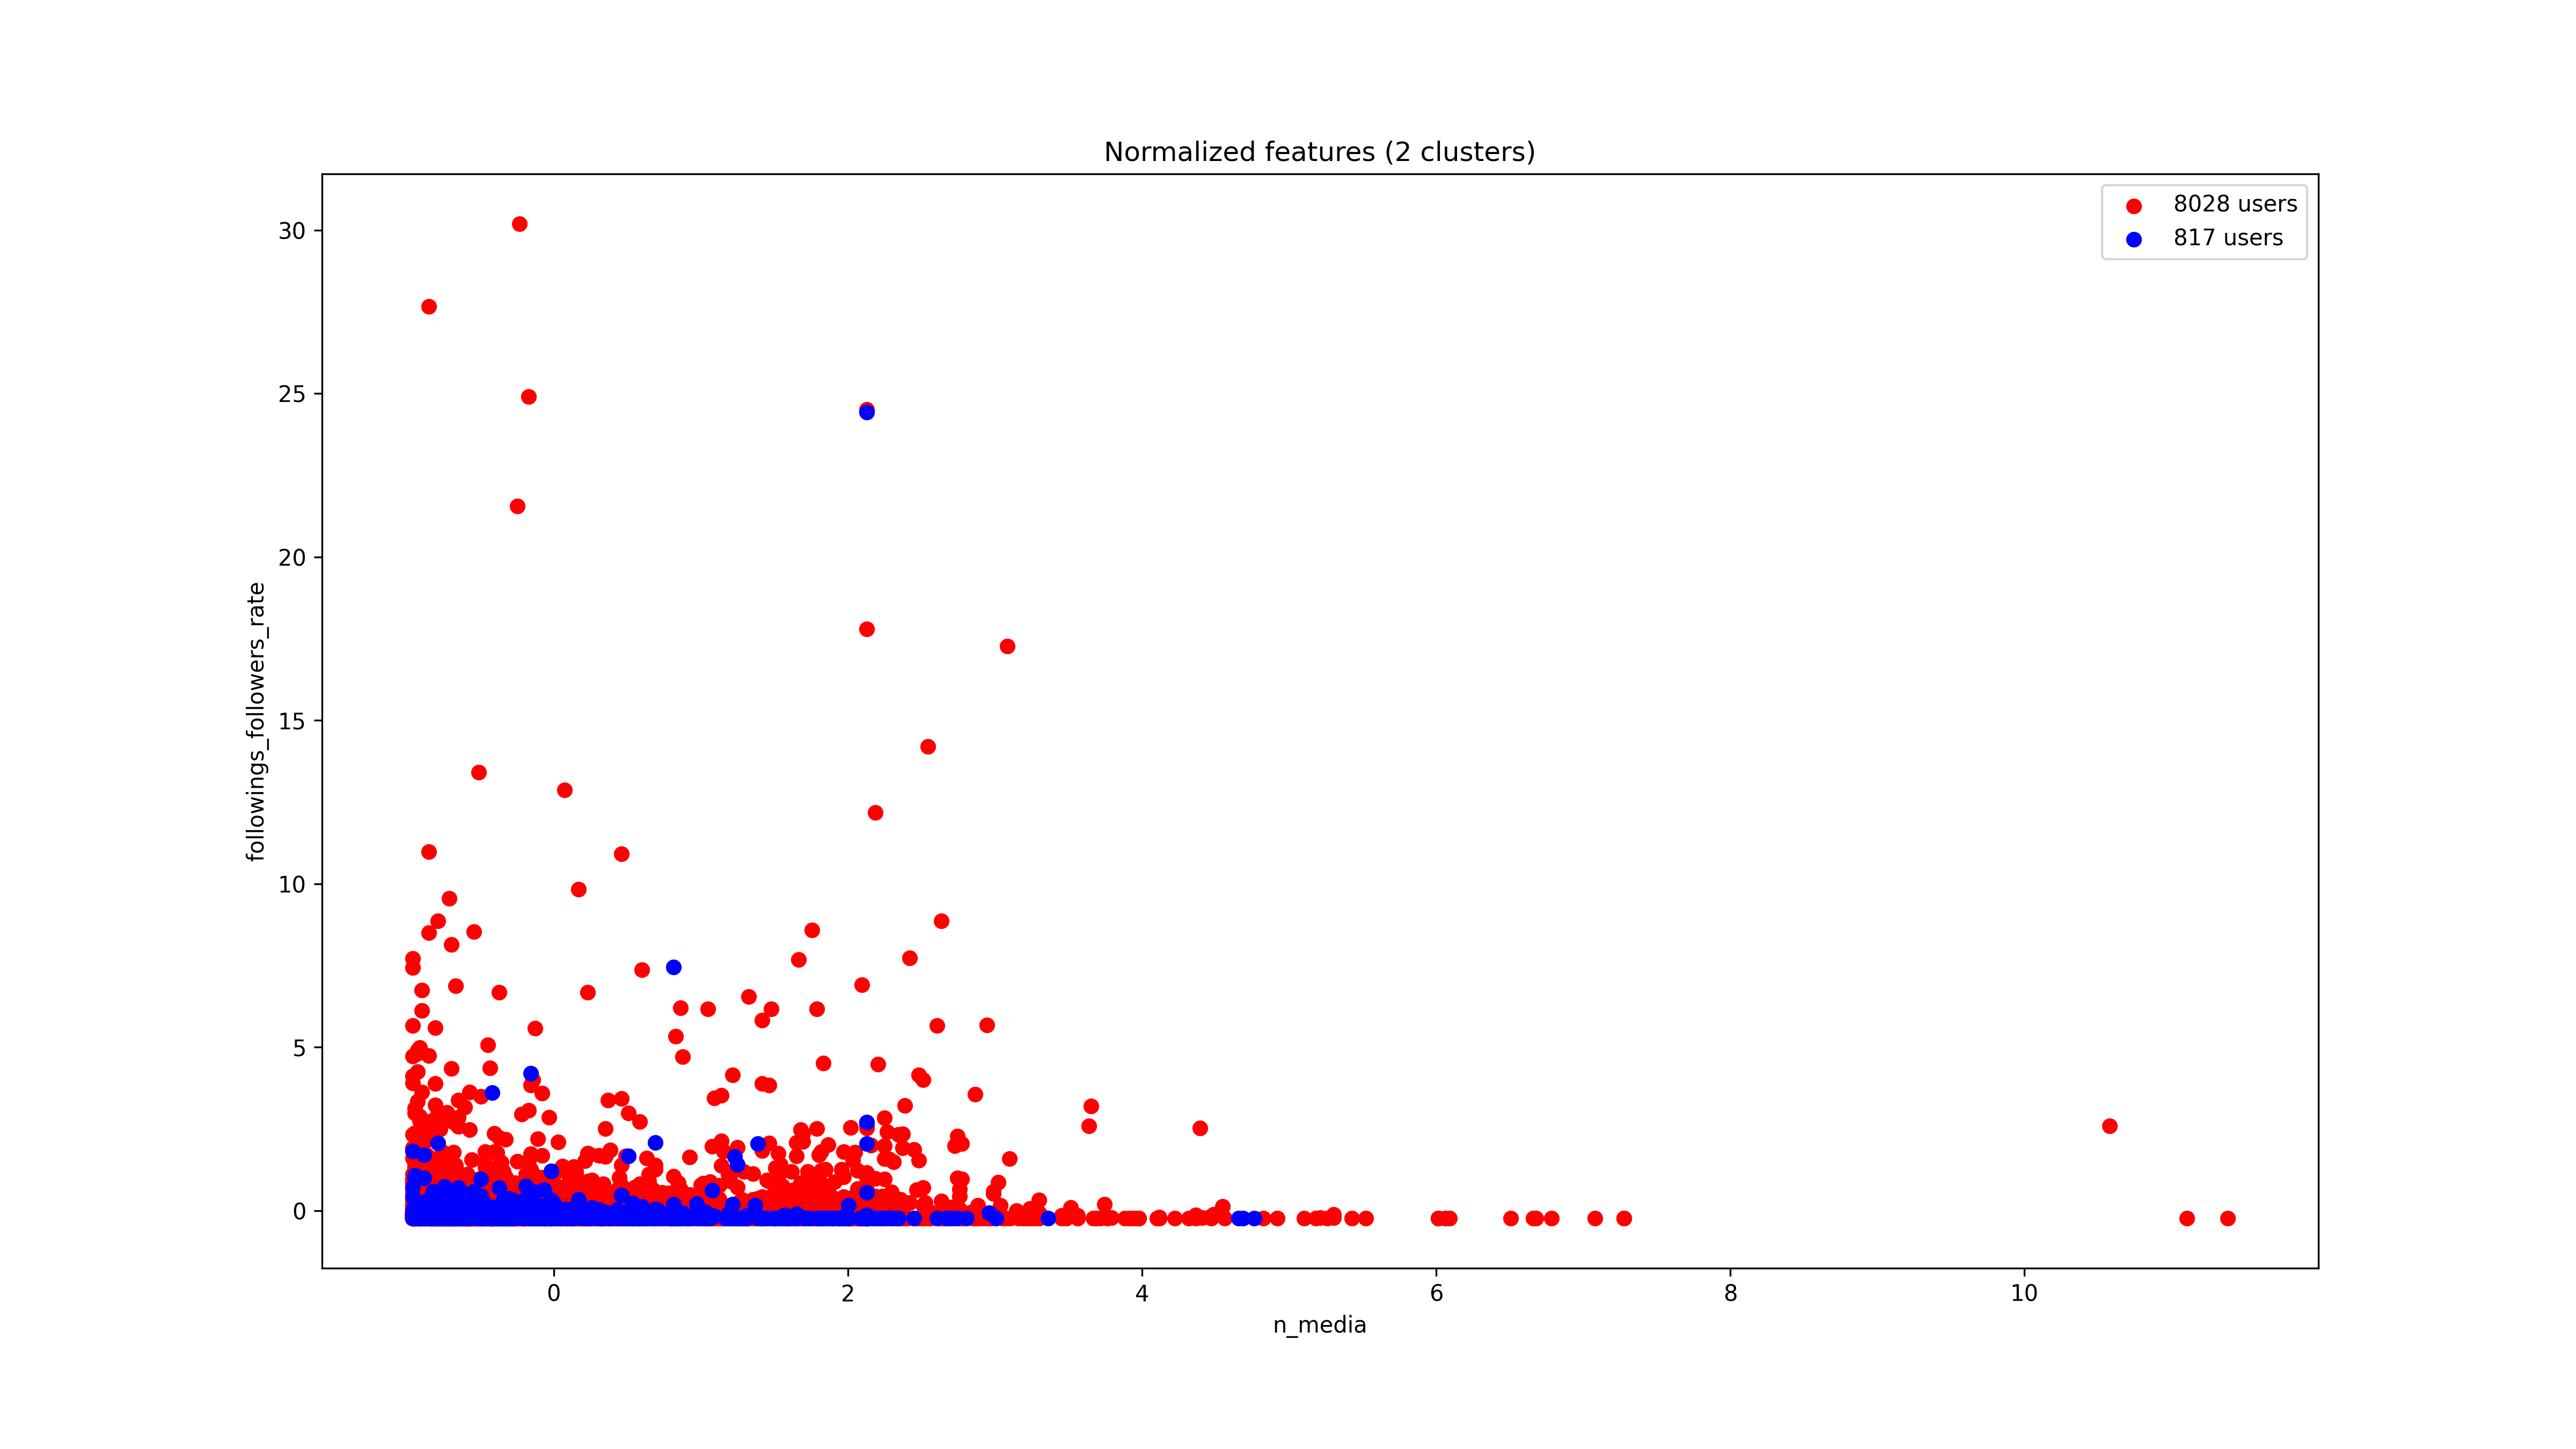 Normalized features (2 clusters)
8028 users
817 users
followings_followers_rate
30
25
20
15
10
5
0
0 2 4 6 8 10
n_media